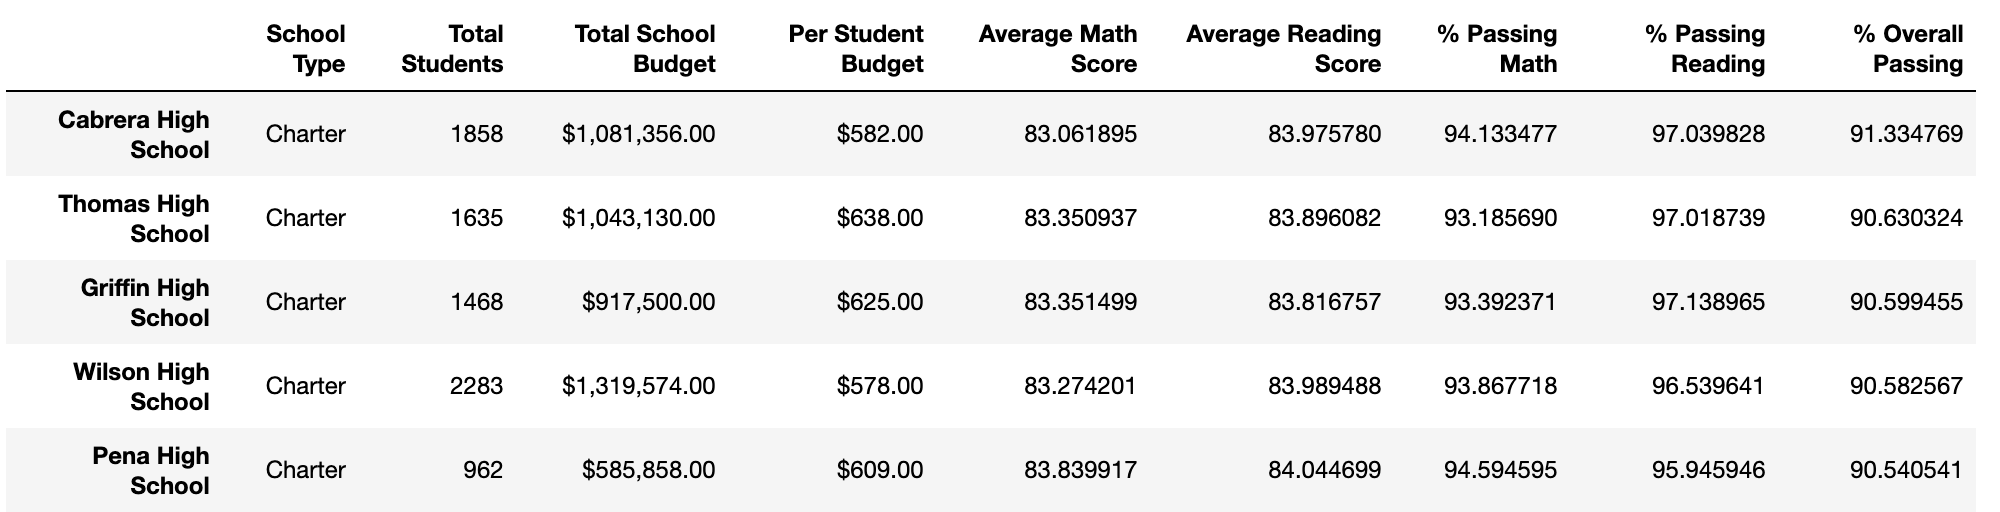 School Type Total Students Total School Budget Per Student Budget Average Math Score Average Reading Score % Passing Math % Passing Reading % Overall Passing
Cabrera High School Charter 1858 $1,081,356.00 $582.00 83.061895 83.975780 94.133477 97.039828 91.334769
Thomas High School Charter 1635 $1,043,130.00 $638.00 83.350937 83.896082 93.185690 97.018739 90.630324
Griffin High School Charter 1468 $917,500.00 $625.00 83.351499 83.816757 93.392371 97.138965 90.599455
Wilson High School Charter 2283 $1,319,574.00 $578.00 83.274201 83.989488 93.867718 96.539641 90.582567
Pena High School Charter 962 $585,858.00 $609.00 83.839917 84.044699 94.594595 95.945946 90.540541